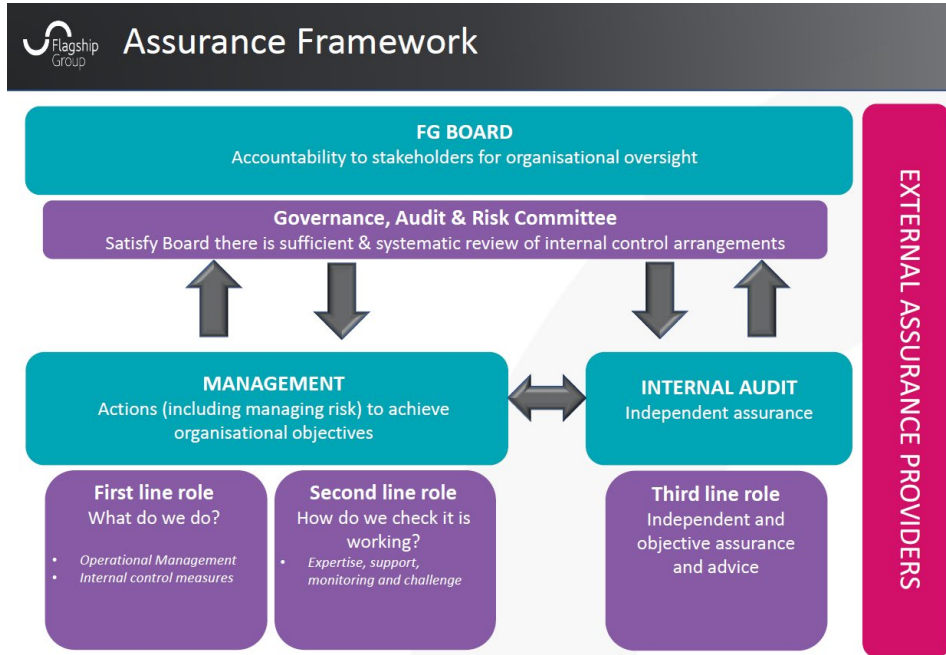 Flagship
Group
Assurance Framework
FG BOARD
Accountability to stakeholders for organisational oversight
Governance, Audit & Risk Committee
Satisfy Board there is sufficient & systematic review of internal control arrangements
MANAGEMENT
Actions (including managing risk) to achieve
organisational objectives
INTERNAL AUDIT
Independent assurance
First line role
What do we do?
• Operational Management
• Internal control measures
Second line role
How do we check it is
working?
• Expertise, support,
monitoring and challenge
Third line role
Independent and
objective assurance
and advice
EXTERNAL ASSURANCE PROVIDERS